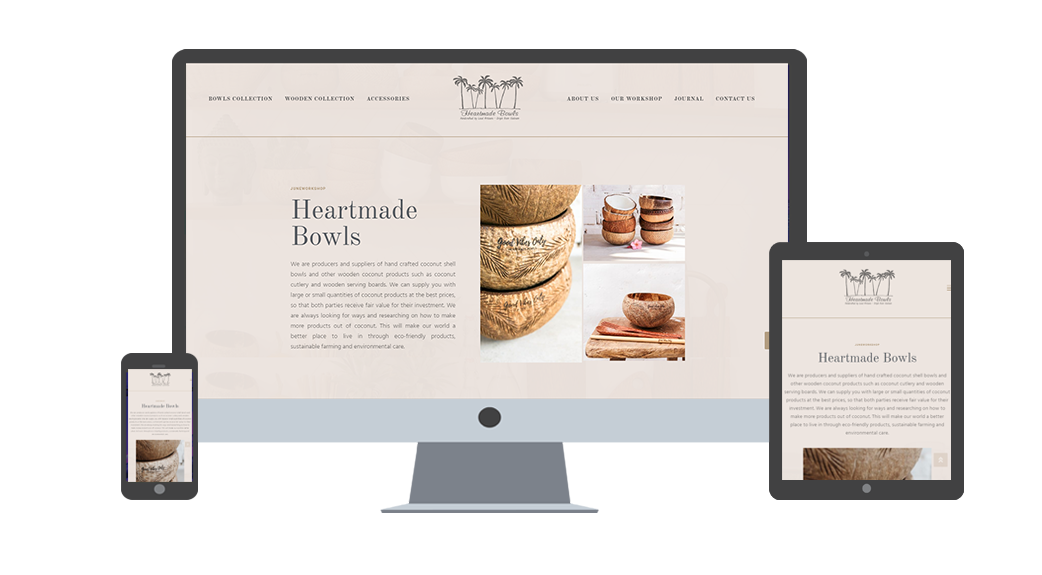 BOWLS COLLECTION WOODEN COLLECTION ACCESSORIES
Heartmade Bowls
ABOUT US OUR WORKSHOP JOURNAL CONTACT US
Heartmade
Bowls
We are producers and suppliers of hand crafted coconut shell
bowls and other wooden coconut products such as coconut
cutlery and wooden serving boards. We can supply you with
large or small quantities of coconut products at the best prices,
so that both parties receive fair value for their investment. We
are always looking for ways and researching on how to make
more products out of coconut. This will make our world a
better place to live in through eco-friendly products,
sustainable farming and environmental care.
Good Vibes Only
Good Vibes Only
Heartmade Bowls
Good Vibes Only
Heartmade Bowls
Heartmade Bowls
We are producers and suppliers of hand crafted coconut shell bowls and
other wooden coconut products such as coconut cutlery and wooden
serving boards. We can supply you with large or small quantities of coconut
products at the best prices, so that both parties receive fair value for their
investment. We are always looking for ways and researching on how to
make more products out of coconut. This will make our world a better
place to live in through eco-friendly products, sustainable farming and
environmental care.